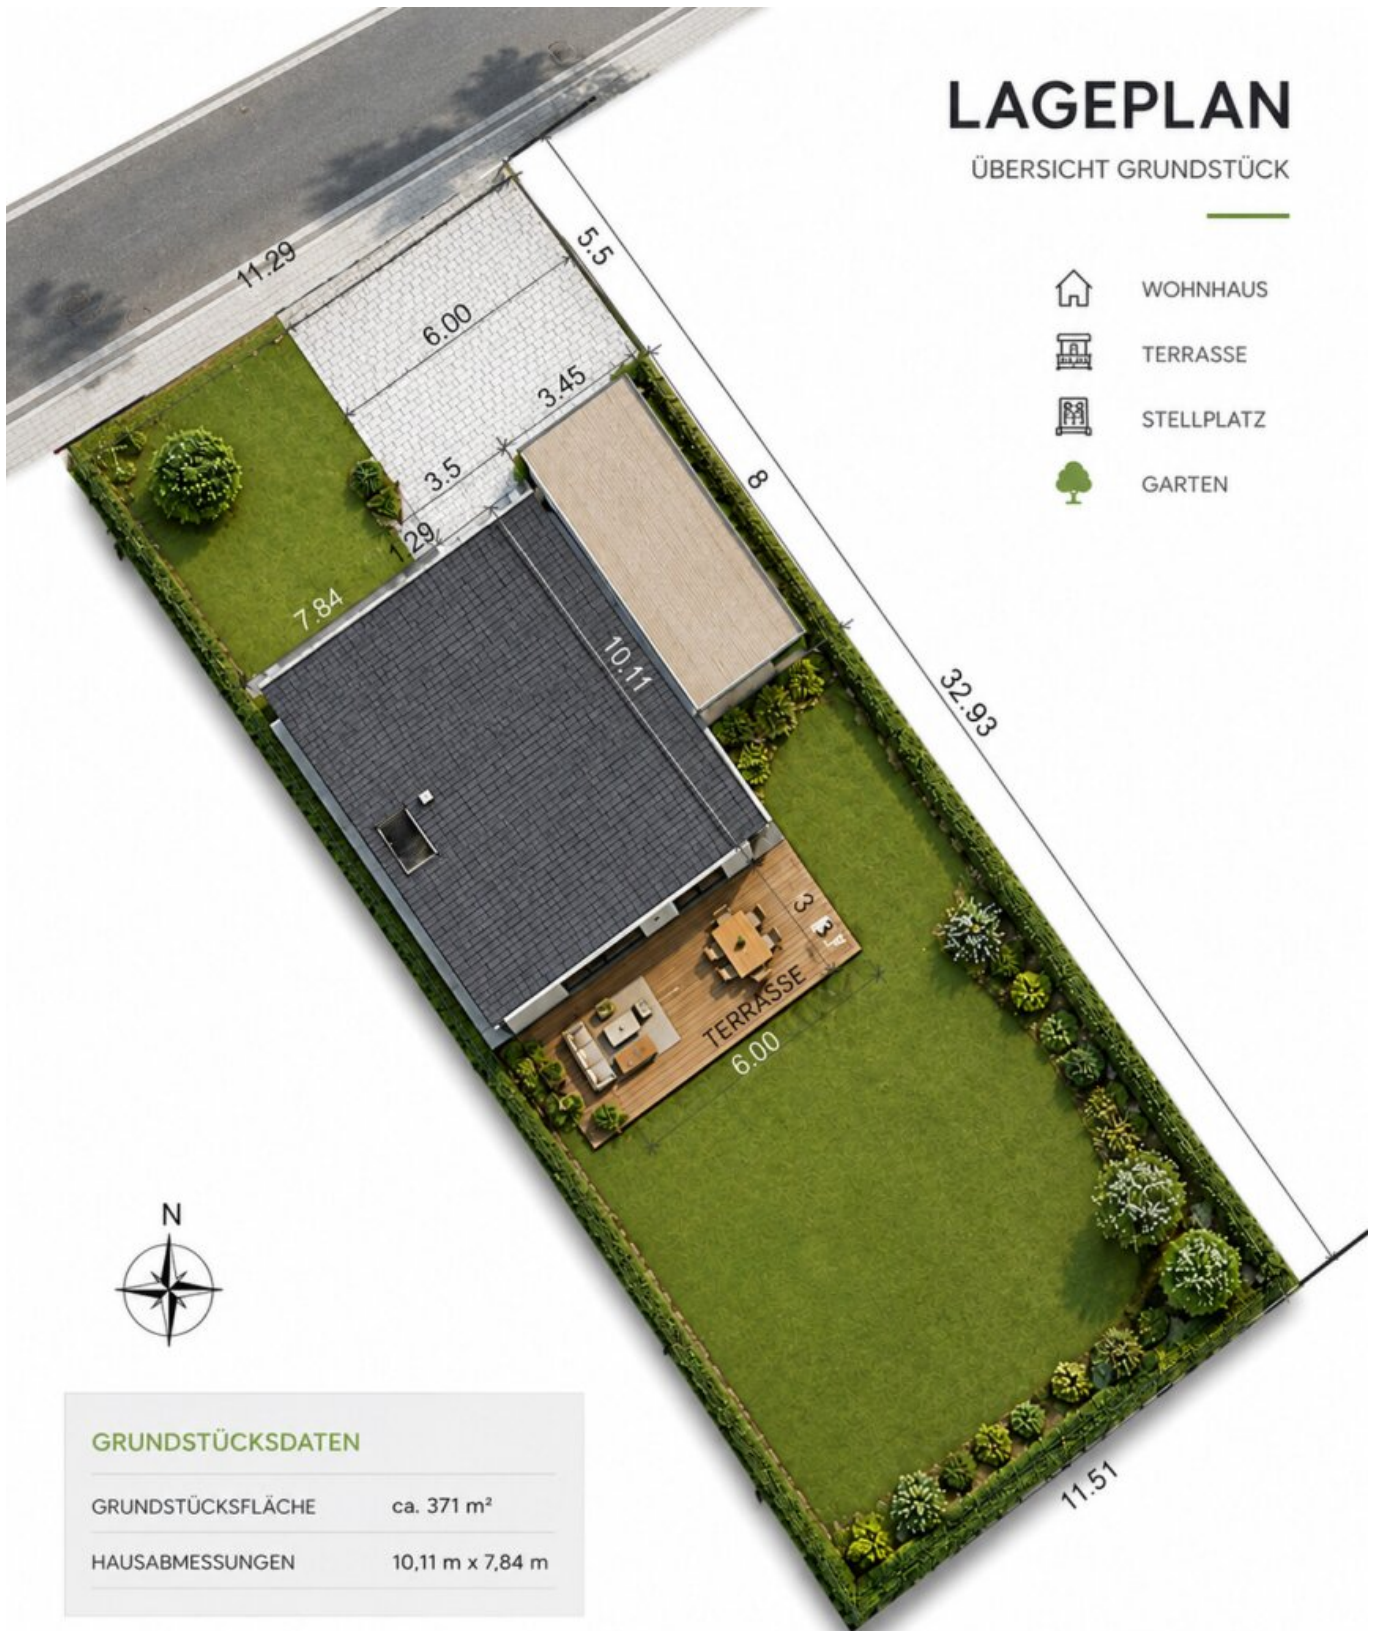 LAGEPLAN
ÜBERSICHT GRUNDSTÜCK
WOHNHAUS
TERRASSE
STELLPLATZ
GARTEN
11.29
5.5
6.00
3.45
3.5
1.29
8
7.84
10.11
32.93
3
3
TERRASSE
6.00
11.51
N
GRUNDSTÜCKSDATEN
GRUNDSTÜCKSFLÄCHE ca. 371 m²
HAUSABMESSUNGEN 10,11 m x 7,84 m